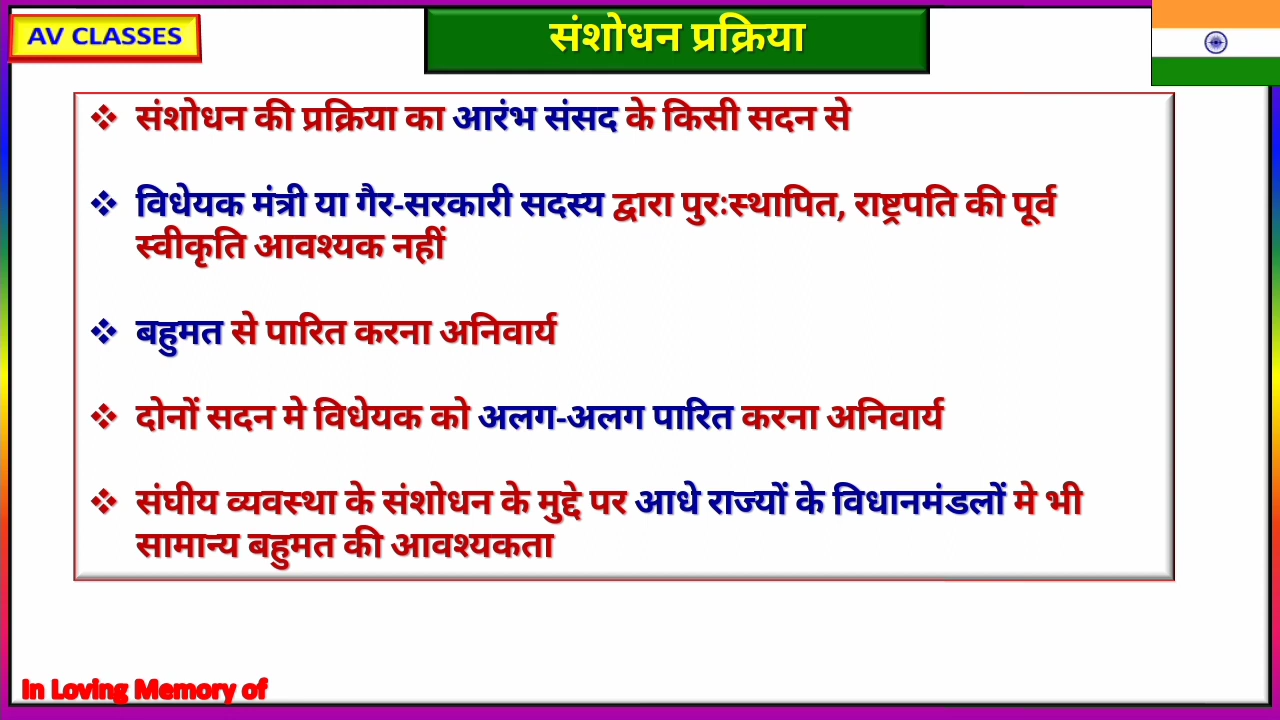 AV CLASSES
संशोधन प्रक्रिया
❖ संशोधन की प्रक्रिया का आरंभ संसद के किसी सदन से
❖ विधेयक मंत्री या गैर-सरकारी सदस्य द्वारा पुरःस्थापित, राष्ट्रपति की पूर्व
स्वीकृति आवश्यक नहीं
❖ बहुमत से पारित करना अनिवार्य
❖ दोनों सदन मे विधेयक को अलग-अलग पारित करना अनिवार्य
❖ संघीय व्यवस्था के संशोधन के मुद्दे पर आधे राज्यों के विधानमंडलों मे भी
सामान्य बहुमत की आवश्यकता
In Loving Memory of